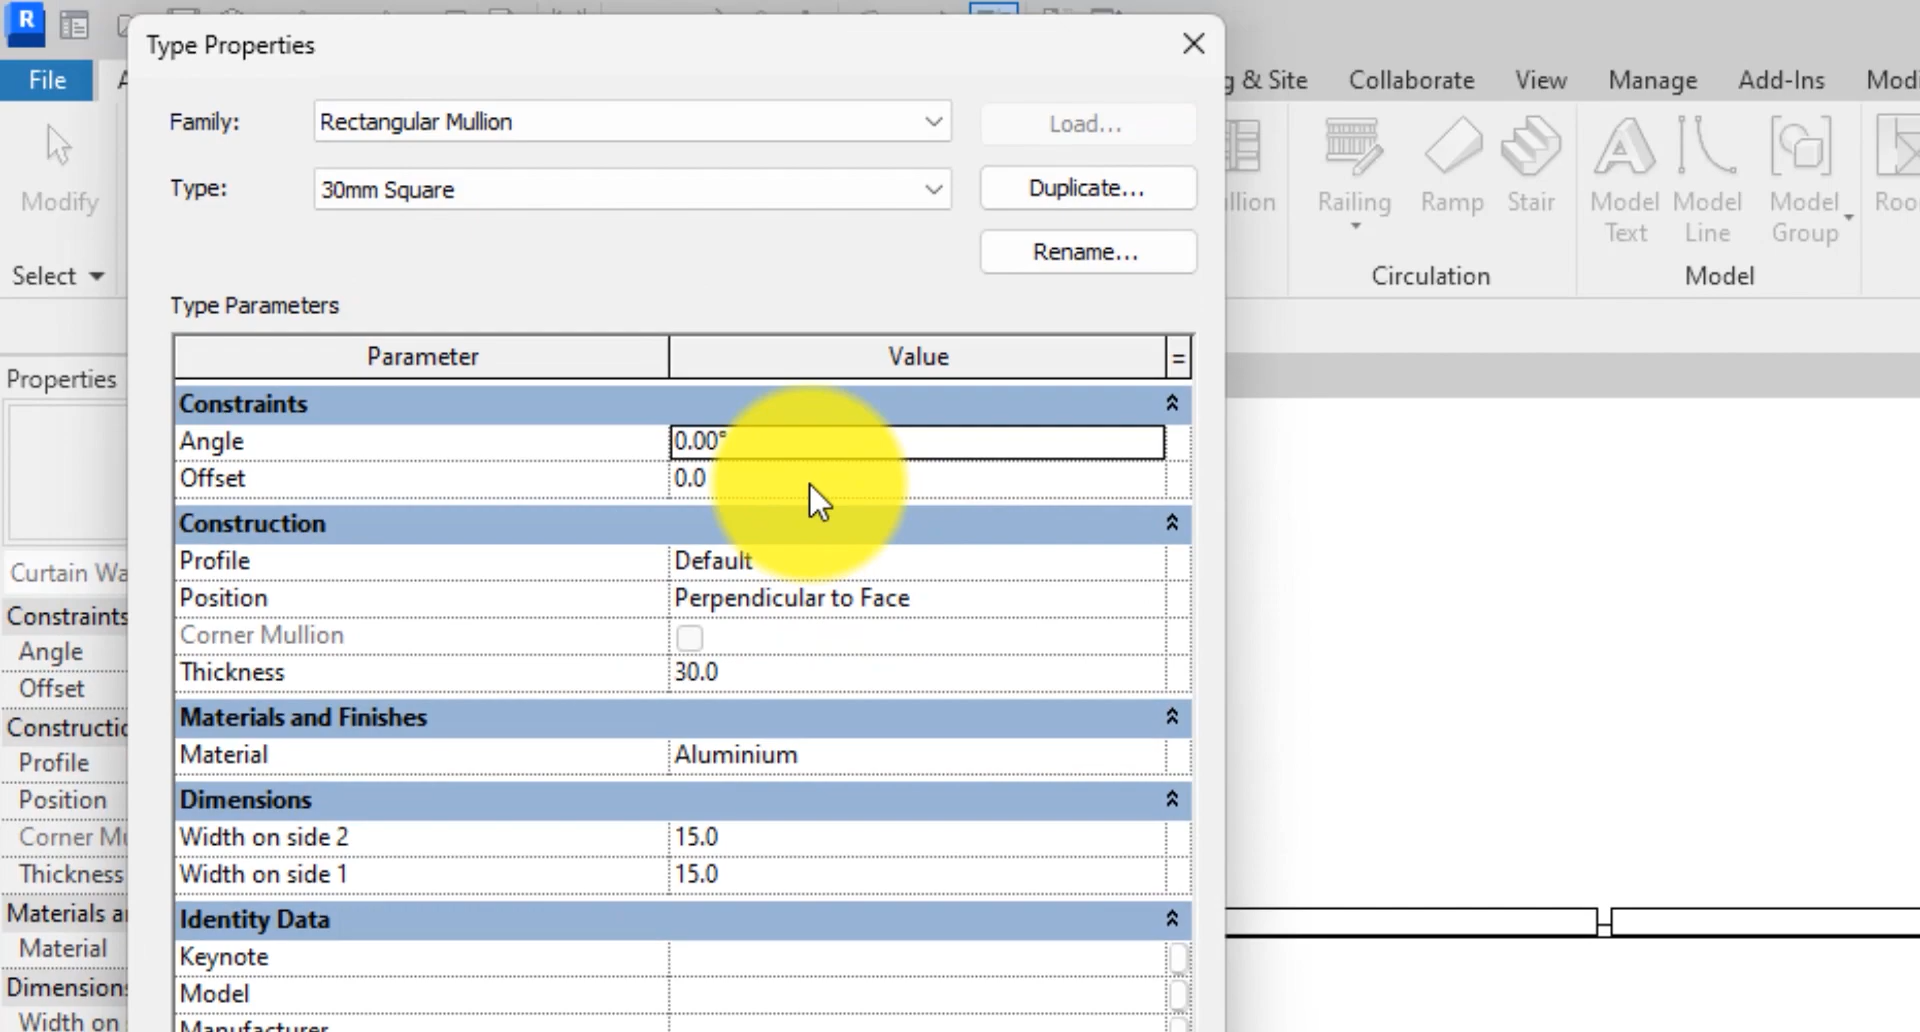 R
Type Properties
File
Family:
Rectangular Mullion
Load...
Type:
30mm Square
Duplicate...
Rename...
& Site
Collaborate
View
Manage
Add-Ins
Modify
Railing
Ramp
Stair
Model Text
Model Line
Model Group
Select
Circulation
Model
Type Parameters
Parameter
Value
=
Properties
Constraints
Angle
0.00°
Offset
0.0
Construction
Profile
Default
Position
Perpendicular to Face
Corner Mullion
Thickness
30.0
Materials and Finishes
Material
Aluminium
Dimensions
Width on side 2
15.0
Width on side 1
15.0
Identity Data
Keynote
Model
Manufacturer
Curtain
Constraints
Angle
Offset
Profile
Position
Corner
Thickness
Materials
Material
Width on